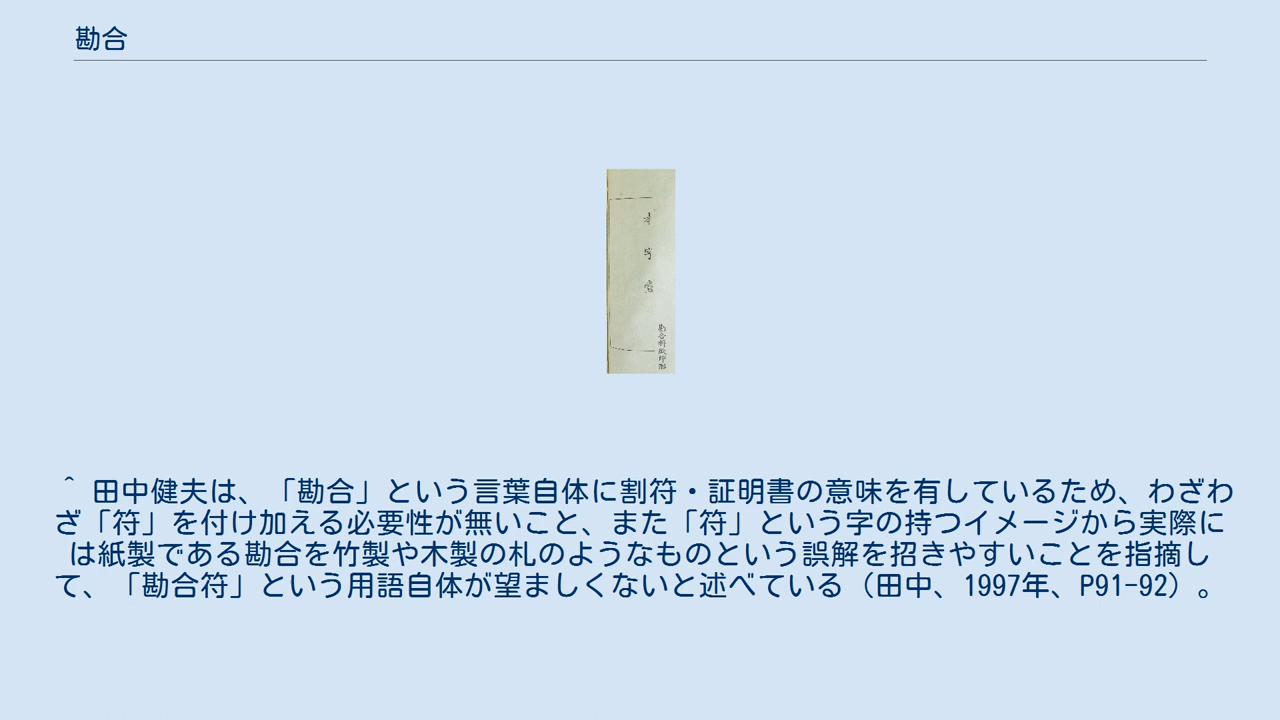 勘合
勘合料紙印形
＾ 田中健夫は、「勘合」という言葉自体に割符・証明書の意味を有しているため、わざわ
ざ「符」を付け加える必要性が無いこと、また「符」という字の持つイメージから実際に
は紙製である勘合を竹製や木製の札のようなものという誤解を招きやすいことを指摘し
て、「勘合符」という用語自体が望ましくないと述べている（田中、1997年、P91-92）。